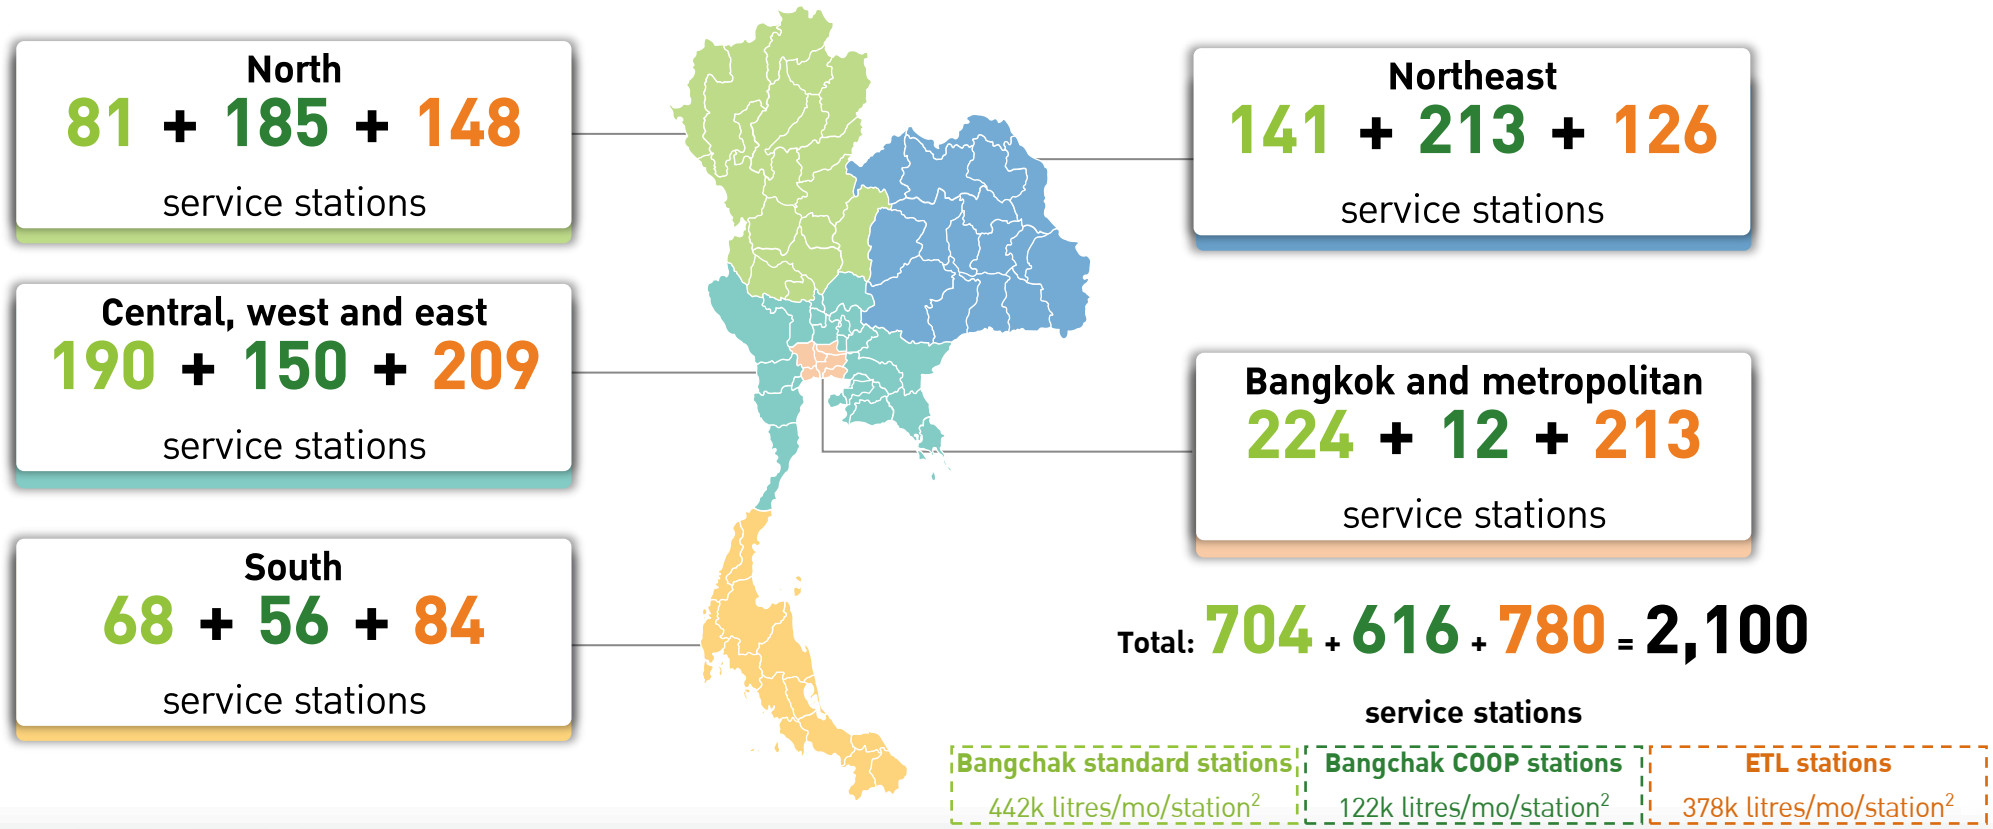 North
81 + 185 + 148
service stations
Northeast
141 + 213 + 126
service stations
Central, west and east
190 + 150 + 209
service stations
Bangkok and metropolitan
224 + 12 + 213
service stations
South
68 + 56 + 84
service stations
Total: 704 + 616 + 780 = 2,100
service stations
Bangchak standard stations
442k litres/mo/station²
Bangchak COOP stations
122k litres/mo/station²
ETL stations
378k litres/mo/station²